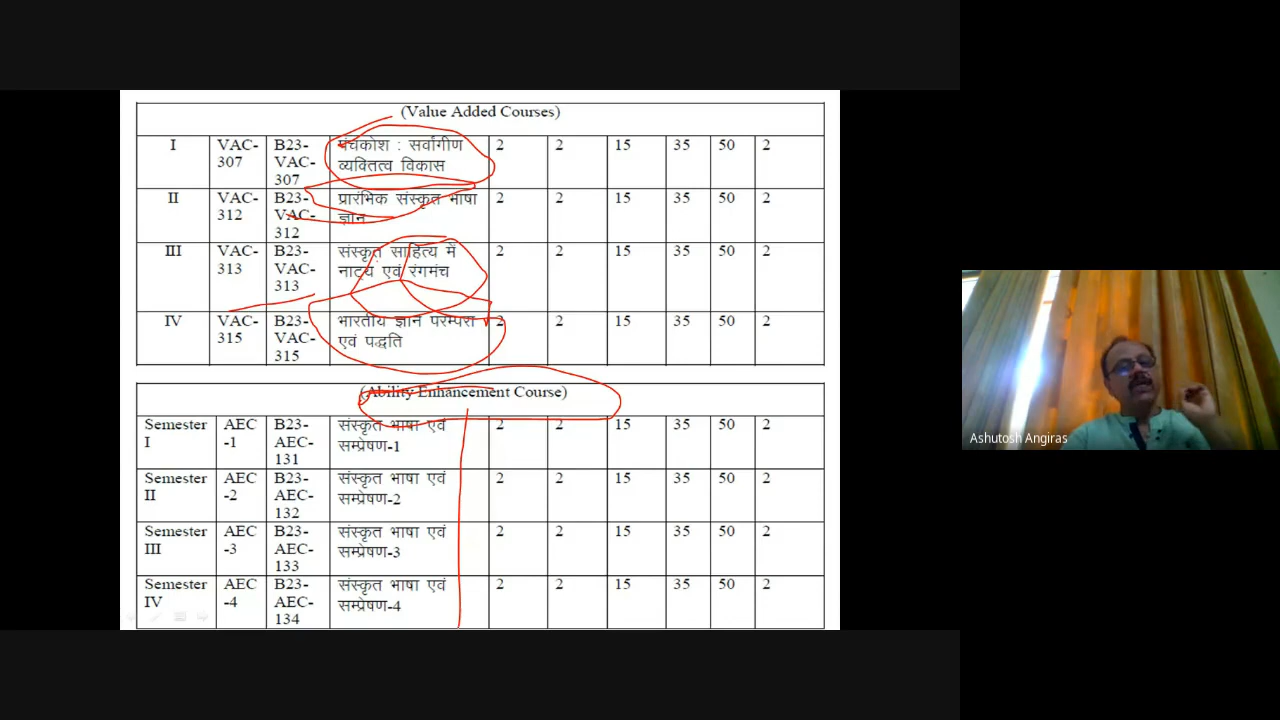 (Value Added Courses)
I VAC-307 B23-VAC-307 पंचकोश : सर्वांगीण व्यक्तित्व विकास 2 2 15 35 50 2
II VAC-312 B23-VAC-312 प्रारंभिक संस्कृत भाषा ज्ञान 2 2 15 35 50 2
III VAC-313 B23-VAC-313 संस्कृत साहित्य में नाट्य एवं रंगमंच 2 2 15 35 50 2
IV VAC-315 B23-VAC-315 भारतीय ज्ञान परम्परा एवं पद्धति 2 2 15 35 50 2
(Ability Enhancement Course)
Semester I AEC-1 B23-AEC-131 संस्कृत भाषा एवं सम्प्रेषण-1 2 2 15 35 50 2
Semester II AEC-2 B23-AEC-132 संस्कृत भाषा एवं सम्प्रेषण-2 2 2 15 35 50 2
Semester III AEC-3 B23-AEC-133 संस्कृत भाषा एवं सम्प्रेषण-3 2 2 15 35 50 2
Semester IV AEC-4 B23-AEC-134 संस्कृत भाषा एवं सम्प्रेषण-4 2 2 15 35 50 2
Ashutosh Angiras